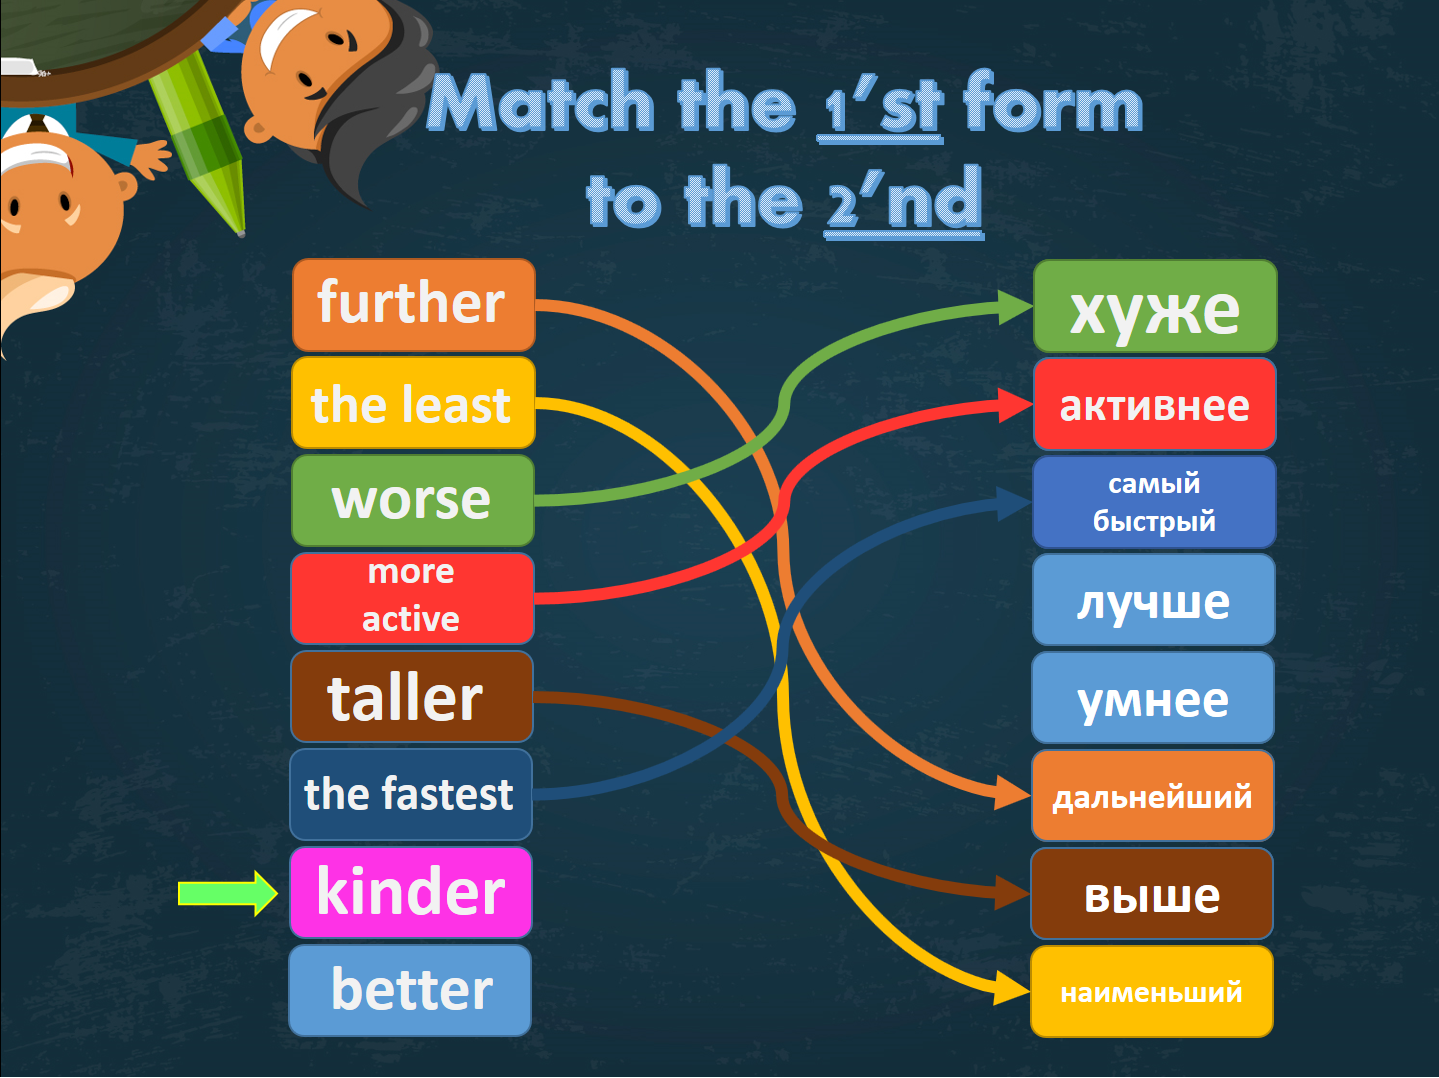 Match the 1’st form
to the 2’nd
further
the least
worse
more
active
taller
the fastest
kinder
better
хуже
активнее
самый
быстрый
лучше
умнее
дальнейший
выше
наименьший